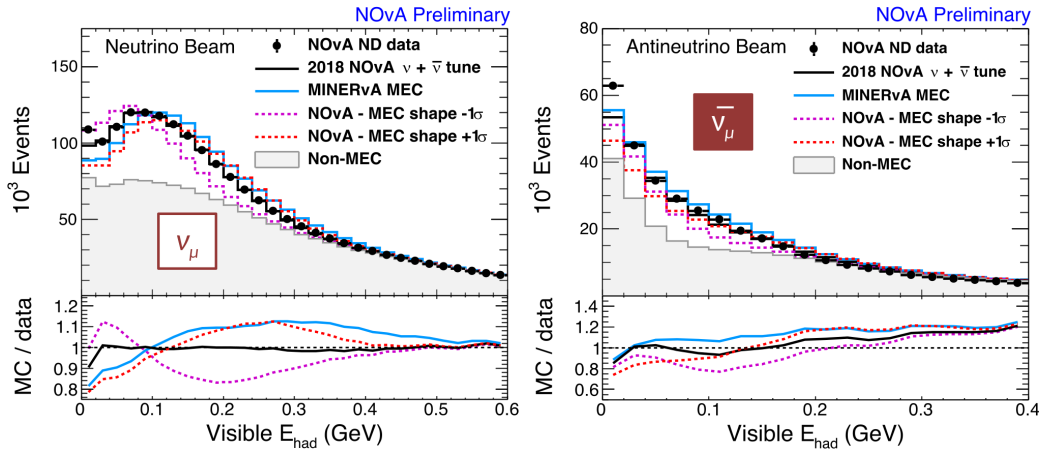 NOvA Preliminary
Neutrino Beam
NOvA ND data
2018 NOvA ν + ν̅ tune
MINERvA MEC
NOvA - MEC shape -1σ
NOvA - MEC shape +1σ
Non-MEC
150
100
50
10³ Events
ν_μ
1.2
1.1
1
0.9
0.8
MC / data
0 0.1 0.2 0.3 0.4 0.5 0.6
Visible E_had (GeV)
NOvA Preliminary
Antineutrino Beam
NOvA ND data
2018 NOvA ν + ν̅ tune
MINERvA MEC
NOvA - MEC shape -1σ
NOvA - MEC shape +1σ
Non-MEC
80
60
40
20
10³ Events
ν̅_μ
1.4
1.2
1
0.8
0.6
MC / data
0 0.1 0.2 0.3 0.4
Visible E_had (GeV)